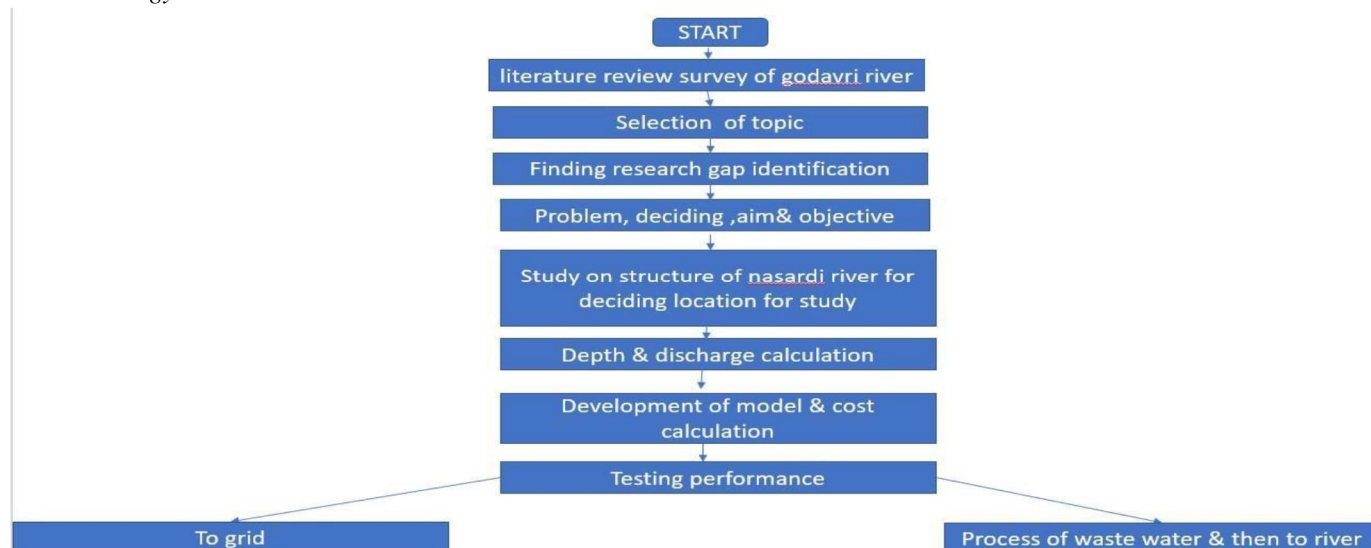 START
literature review survey of godavri river
Selection of topic
Finding research gap identification
Problem, deciding ,aim& objective
Study on structure of nasardi river for
deciding location for study
Depth & discharge calculation
Development of model & cost
calculation
Testing performance
To grid
Process of waste water & then to river